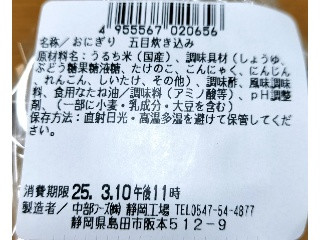 4 955567 020656
名称／おにぎり 五目炊き込み
原材料名：うるち米（国産）、調味具材（しょうゆ、
ぶどう糖果糖液糖、たけのこ、こんにゃく、にんじん
、れんこん、しいたけ、その他）、調味酢、風味調味
料、食用なたね油／調味料（アミノ酸等）、ｐＨ調整
剤、（一部に小麦・乳成分・大豆を含む）
保存方法：直射日光・高温多湿を避けて保管してくだ
さい。
消費期限 25. 3.10午後11時
製造者／ 中部フーズ㈱ 静岡工場 TEL0547-54-4877
静岡県島田市阪本５１２－９